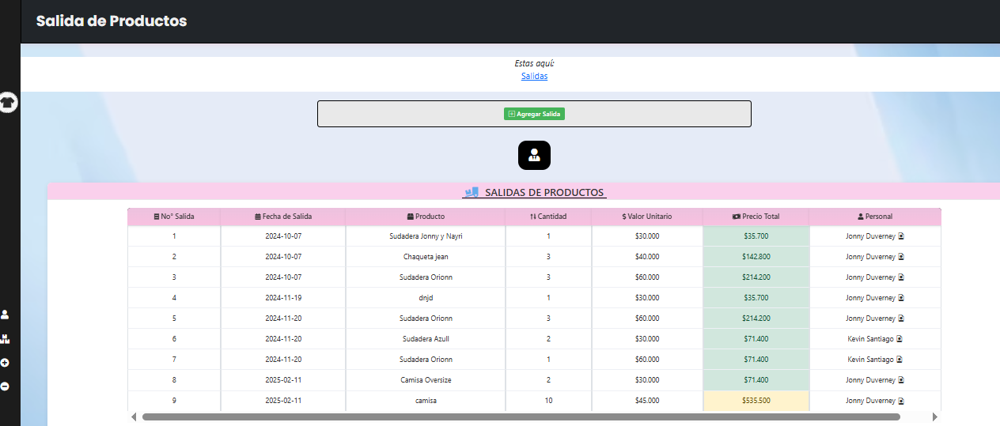 Salida de Productos
Estas aquí:
Salidas
Agregar Salida
SALIDAS DE PRODUCTOS
No° Salida Fecha de Salida Producto Cantidad $ Valor Unitario Precio Total Personal
1 2024-10-07 Sudadera Jonny y Nayri 1 $30.000 $35.700 Jonny Duverney
2 2024-10-07 Chaqueta jean 3 $40.000 $142.800 Jonny Duverney
3 2024-10-07 Sudadera Orionn 3 $60.000 $214.200 Jonny Duverney
4 2024-11-19 dnjd 1 $30.000 $35.700 Jonny Duverney
5 2024-11-20 Sudadera Orionn 3 $60.000 $214.200 Jonny Duverney
6 2024-11-20 Sudadera Azull 2 $30.000 $71.400 Kevin Santiago
7 2024-11-20 Sudadera Orionn 1 $60.000 $71.400 Kevin Santiago
8 2025-02-11 Camisa Oversize 2 $30.000 $71.400 Jonny Duverney
9 2025-02-11 camisa 10 $45.000 $535.500 Jonny Duverney